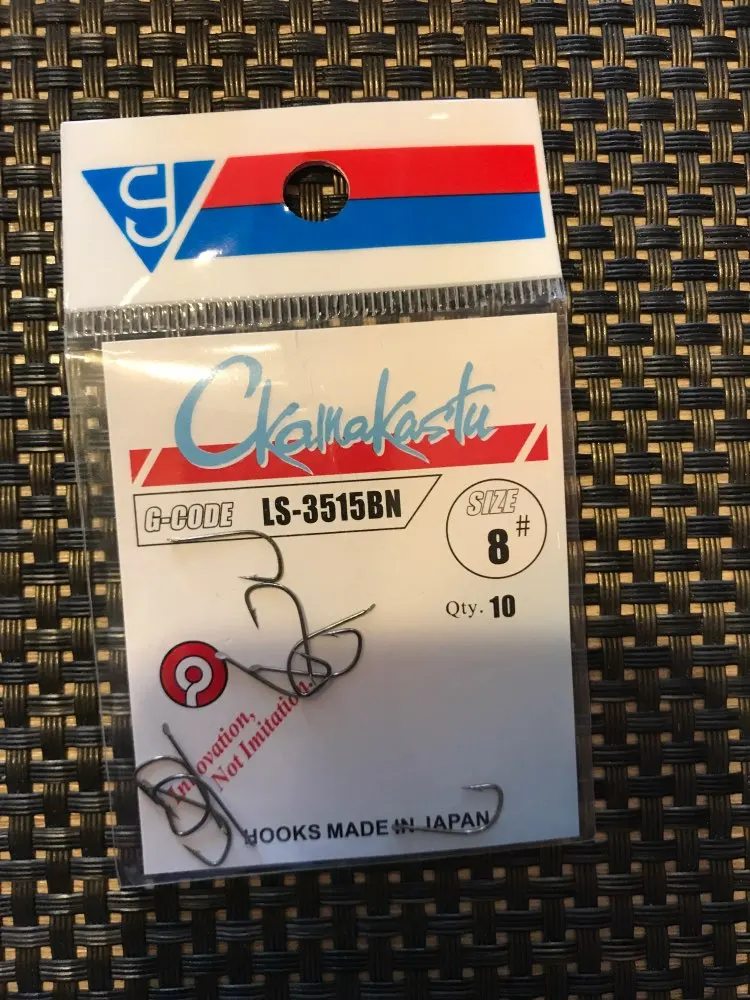 Ckamakastu
G-CODE LS-3515BN
SIZE
8#
Qty. 10
Innovation,
Not Imitation.
HOOKS MADE IN JAPAN